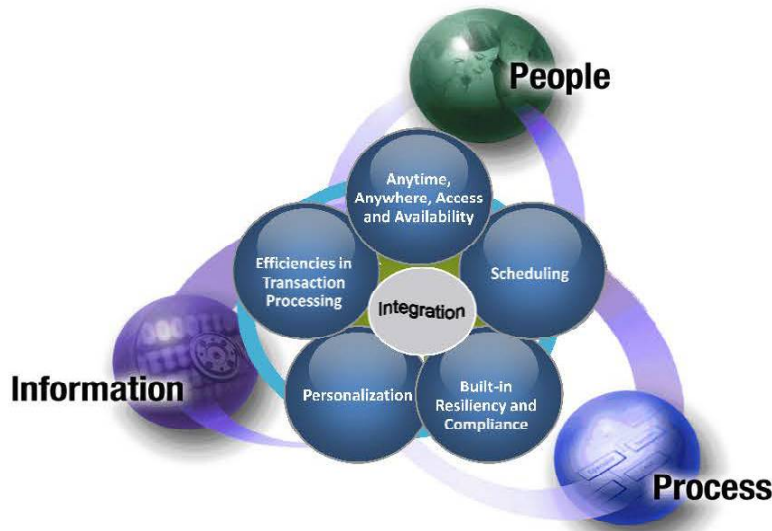 People
Anytime,
Anywhere, Access
and Availability
Efficiencies in
Transaction
Processing
Scheduling
Integration
Information
Personalization
Built-in
Resiliency and
Compliance
Process